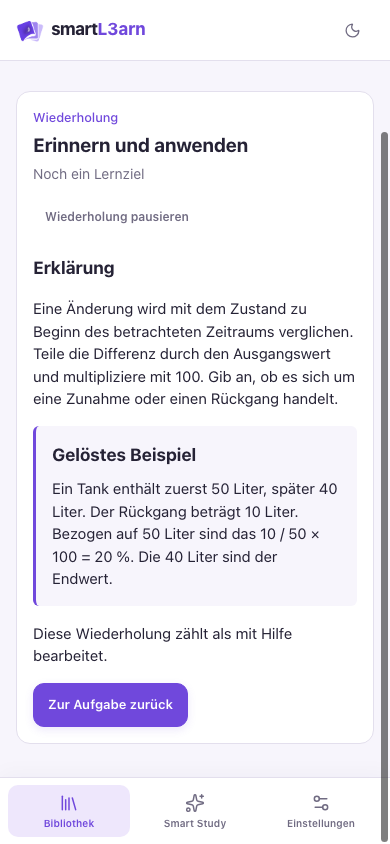 smartL3arn
Wiederholung
Erinnern und anwenden
Noch ein Lernziel
Wiederholung pausieren
Erklärung
Eine Änderung wird mit dem Zustand zu
Beginn des betrachteten Zeitraums verglichen.
Teile die Differenz durch den Ausgangswert
und multipliziere mit 100. Gib an, ob es sich um
eine Zunahme oder einen Rückgang handelt.
Gelöstes Beispiel
Ein Tank enthält zuerst 50 Liter, später 40
Liter. Der Rückgang beträgt 10 Liter.
Bezogen auf 50 Liter sind das 10 / 50 ×
100 = 20 %. Die 40 Liter sind der
Endwert.
Diese Wiederholung zählt als mit Hilfe
bearbeitet.
Zur Aufgabe zurück
Bibliothek
Smart Study
Einstellungen